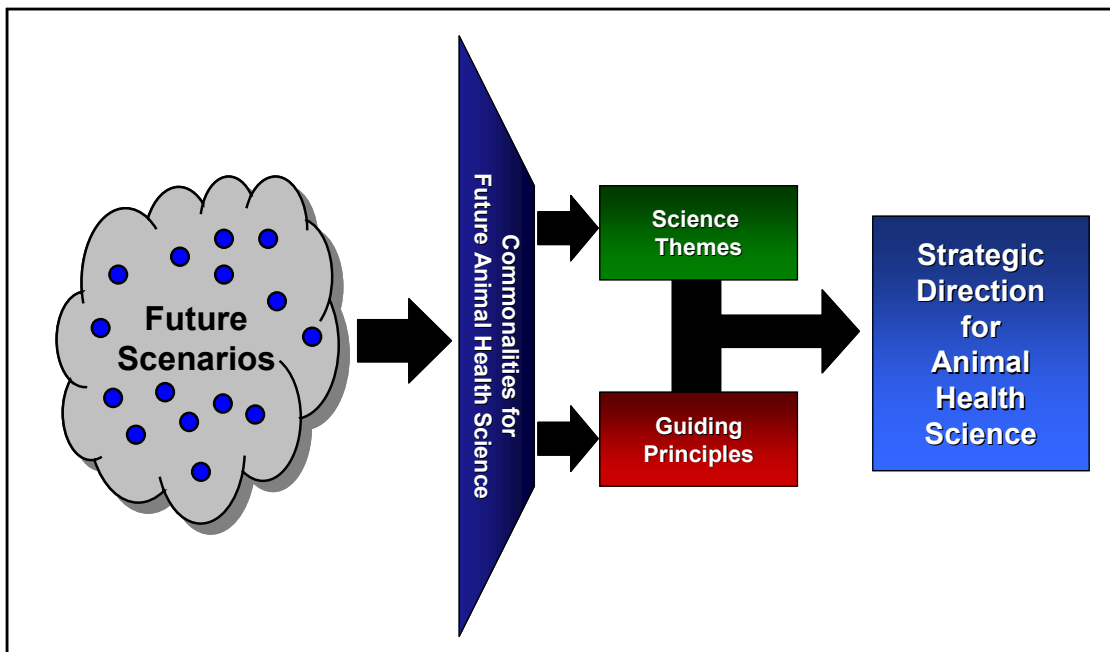 Future
Scenarios
Commonalities for
Future Animal Health Science
Science
Themes
Guiding
Principles
Strategic
Direction
for
Animal
Health
Science